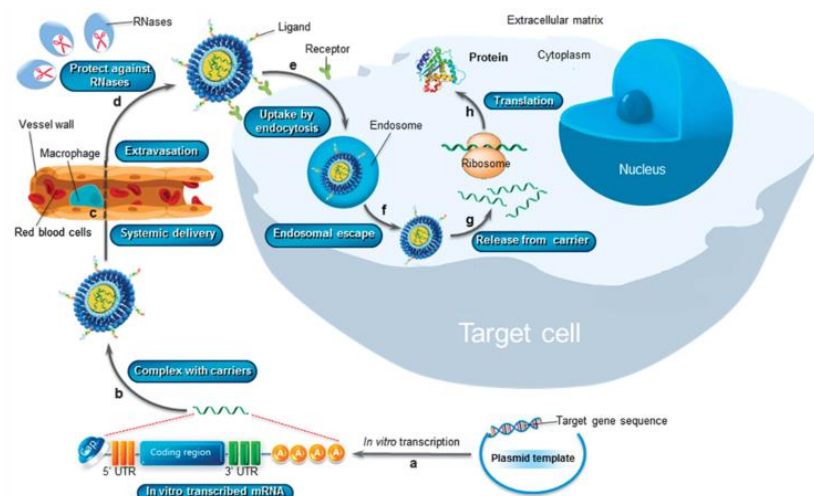 RNases
Ligand
Extracellular matrix
Receptor
Protein
Cytoplasm
Protect against
RNases
d
e
Uptake by
endocytosis
Translation
h
Endosome
Vessel wall
Macrophage
Extravasation
Ribosome
Nucleus
c
f
g
Red blood cells
Systemic delivery
Endosomal escape
Release from carrier
Target cell
Complex with carriers
b
Target gene sequence
In vitro transcription
a
Plasmid template
Cap
Coding region
A A A A
5' UTR
3' UTR
In vitro transcribed mRNA